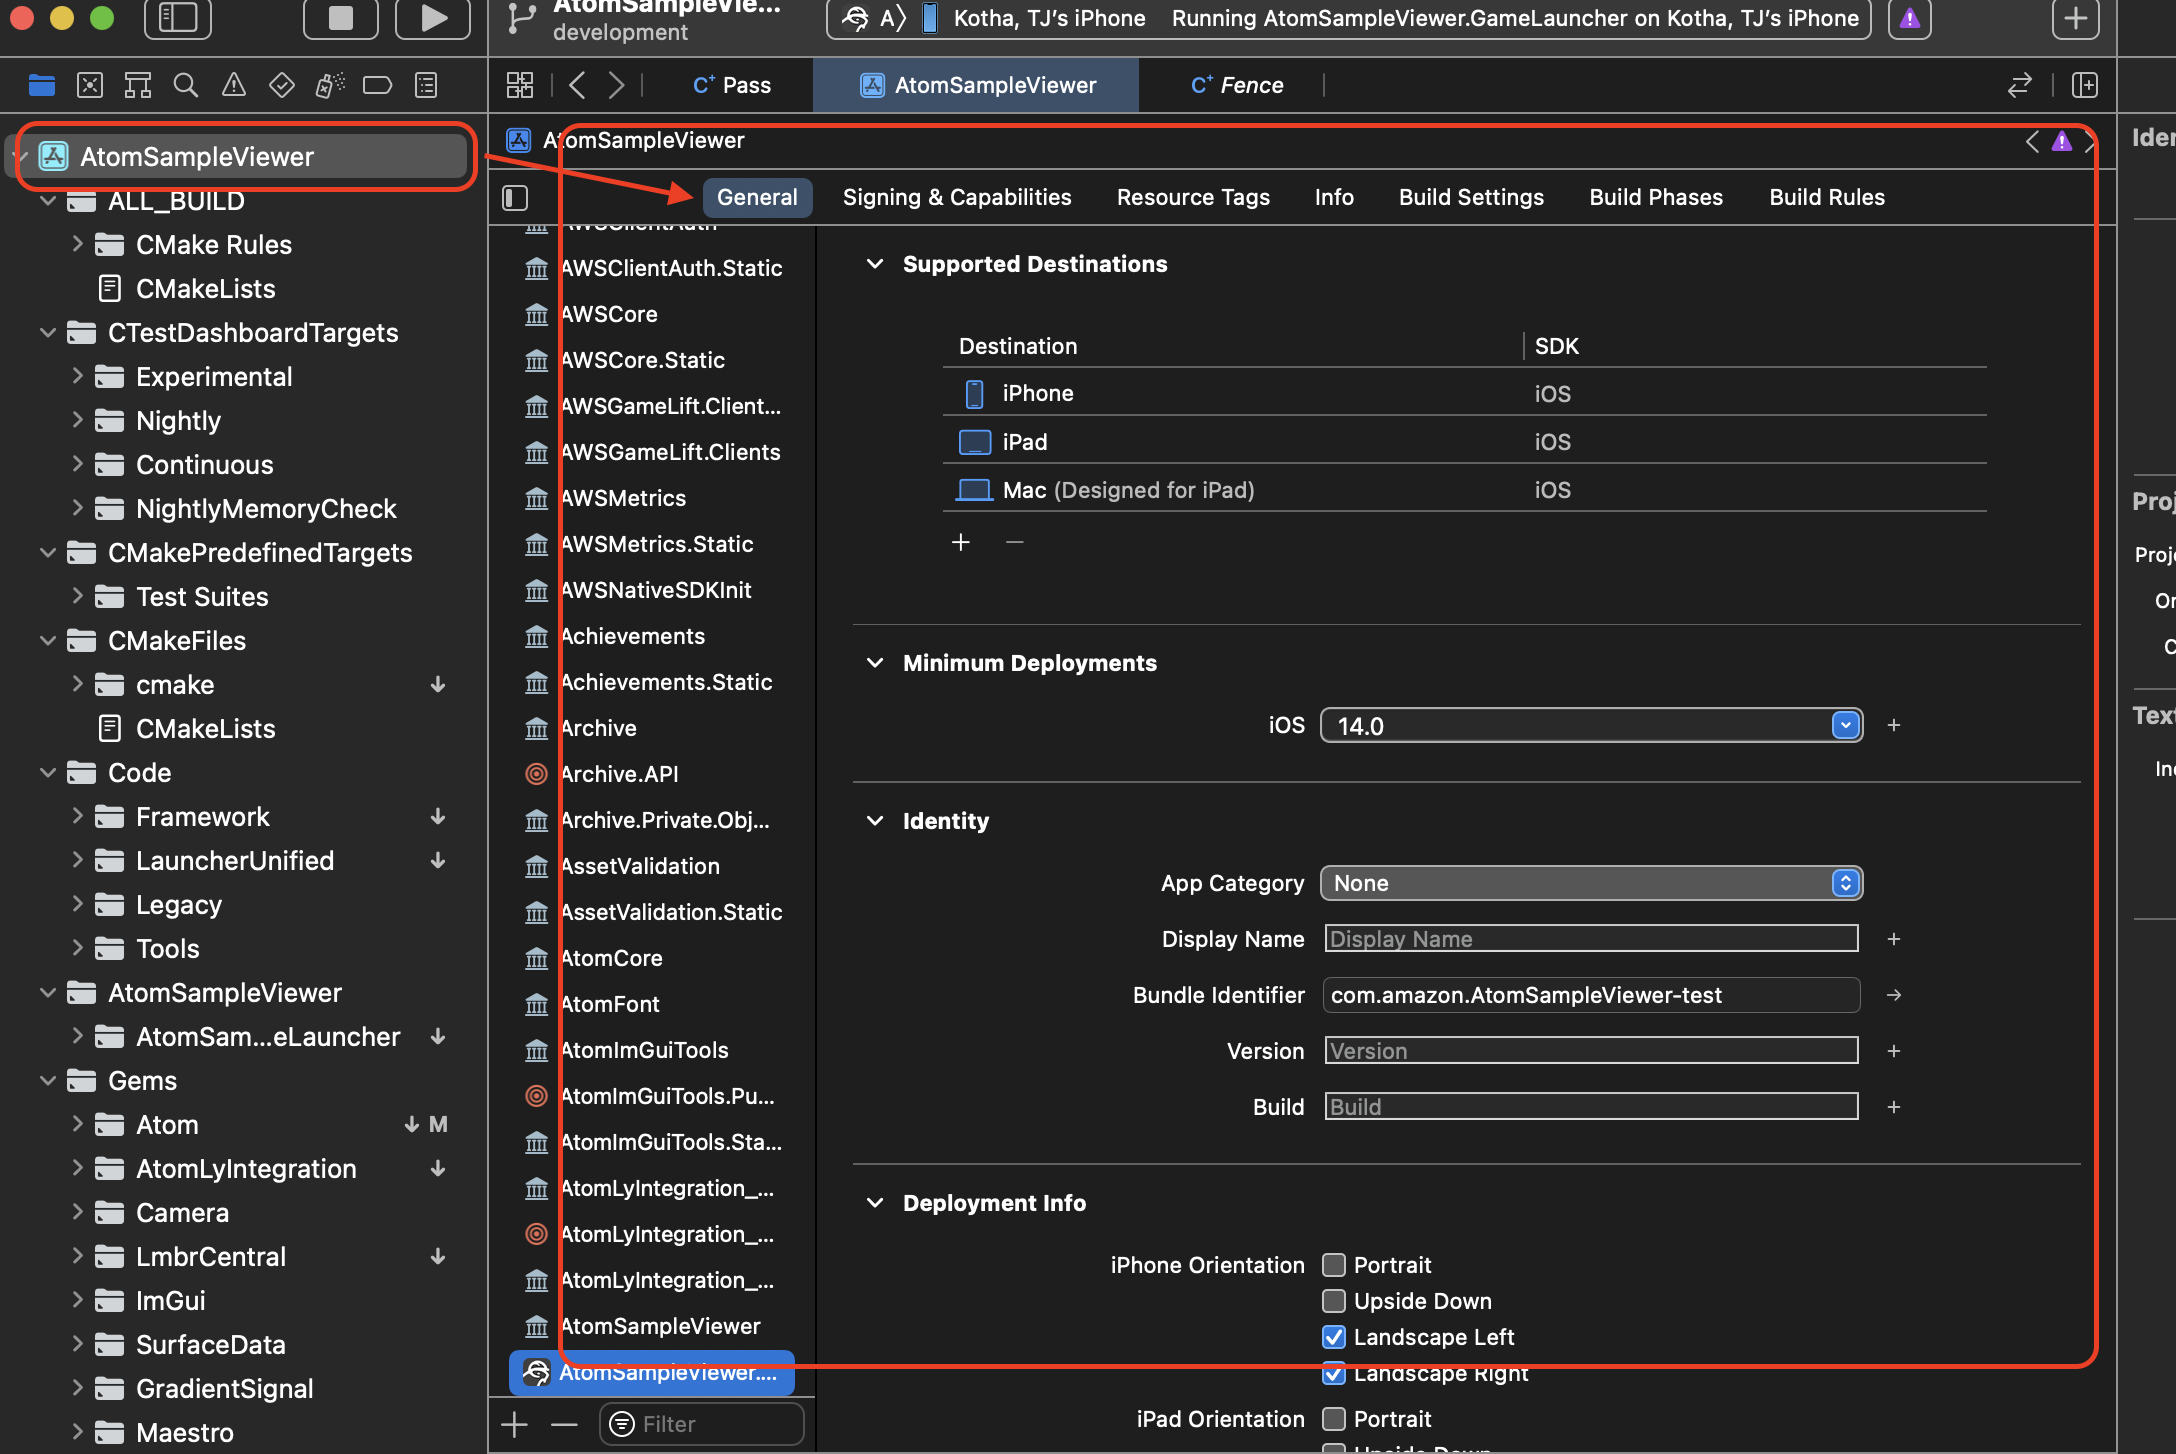 AtomSampleVie...
development
A⟩ Kotha, TJ's iPhone Running AtomSampleViewer.GameLauncher on Kotha, TJ's iPhone
Pass
AtomSampleViewer
Fence
AtomSampleViewer
ALL_BUILD
CMake Rules
CMakeLists
CTestDashboardTargets
Experimental
Nightly
Continuous
NightlyMemoryCheck
CMakePredefinedTargets
Test Suites
CMakeFiles
cmake
CMakeLists
Code
Framework
LauncherUnified
Legacy
Tools
AtomSampleViewer
AtomSam...eLauncher
Gems
Atom M
AtomLyIntegration
Camera
LmbrCentral
ImGui
SurfaceData
GradientSignal
Maestro
AtomSampleViewer
General Signing & Capabilities Resource Tags Info Build Settings Build Phases Build Rules
AWSClientAuth
AWSClientAuth.Static
AWSCore
AWSCore.Static
AWSGameLift.Client...
AWSGameLift.Clients
AWSMetrics
AWSMetrics.Static
AWSNativeSDKInit
Achievements
Achievements.Static
Archive
Archive.API
Archive.Private.Obj...
AssetValidation
AssetValidation.Static
AtomCore
AtomFont
AtomImGuiTools
AtomImGuiTools.Pu...
AtomImGuiTools.Sta...
AtomLyIntegration_...
AtomLyIntegration_...
AtomLyIntegration_...
AtomSampleViewer
AtomSampleViewer....
Filter
Supported Destinations
Destination SDK
iPhone iOS
iPad iOS
Mac (Designed for iPad) iOS
Minimum Deployments
iOS 14.0
Identity
App Category None
Display Name Display Name
Bundle Identifier com.amazon.AtomSampleViewer-test
Version Version
Build Build
Deployment Info
iPhone Orientation Portrait
Upside Down
Landscape Left
Landscape Right
iPad Orientation Portrait
Upside Down
Iden
Proj
Proje
Or
C
Text
Ind